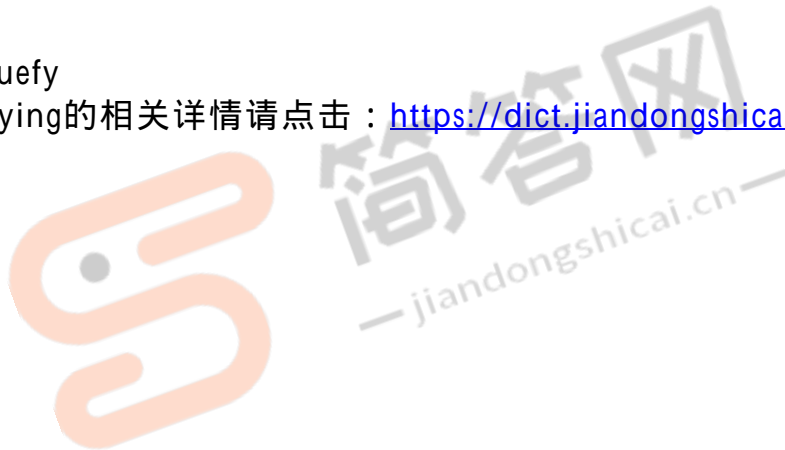 uefy
ying的相关详情请点击：https://dict.jiandongshicai
简答网
jiandongshicai.cn